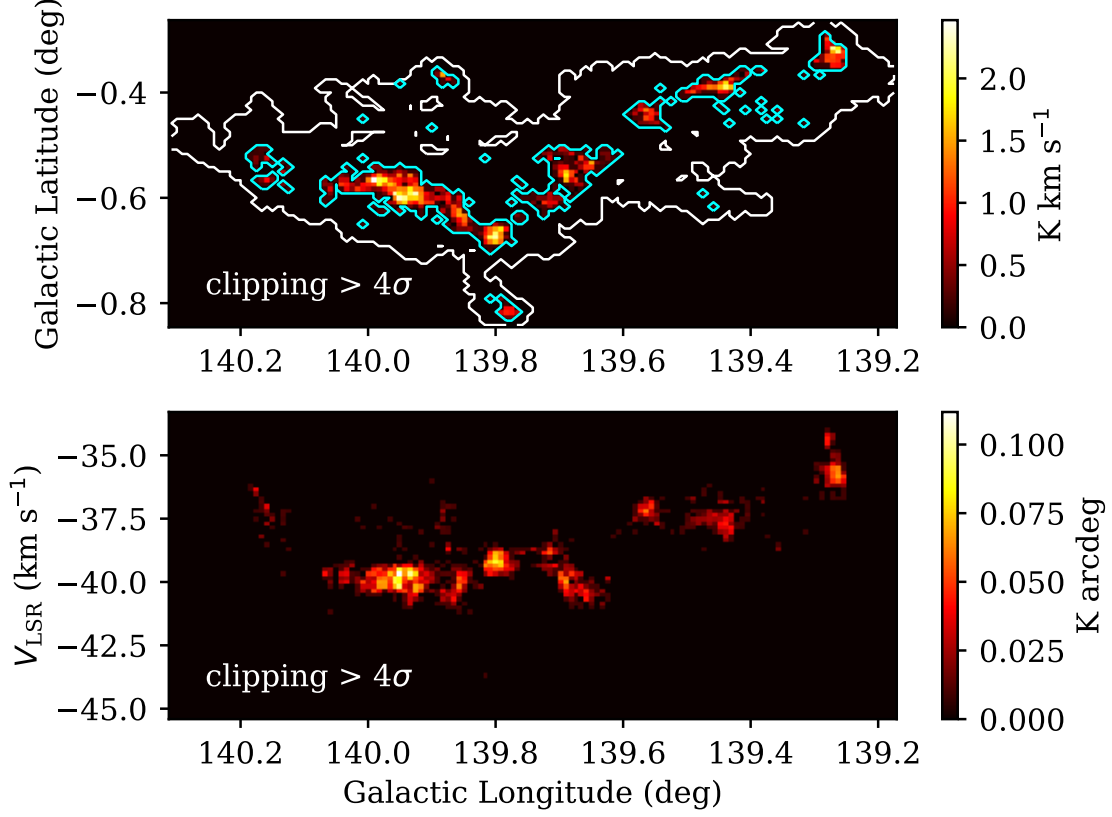 Galactic Latitude (deg)
−0.4
−0.6
−0.8
clipping > 4σ
140.2 140.0 139.8 139.6 139.4 139.2
2.0
1.5
1.0
0.5
0.0
K km s⁻¹
V_LSR (km s⁻¹)
−35.0
−37.5
−40.0
−42.5
−45.0
clipping > 4σ
140.2 140.0 139.8 139.6 139.4 139.2
Galactic Longitude (deg)
0.100
0.075
0.050
0.025
0.000
K arcdeg